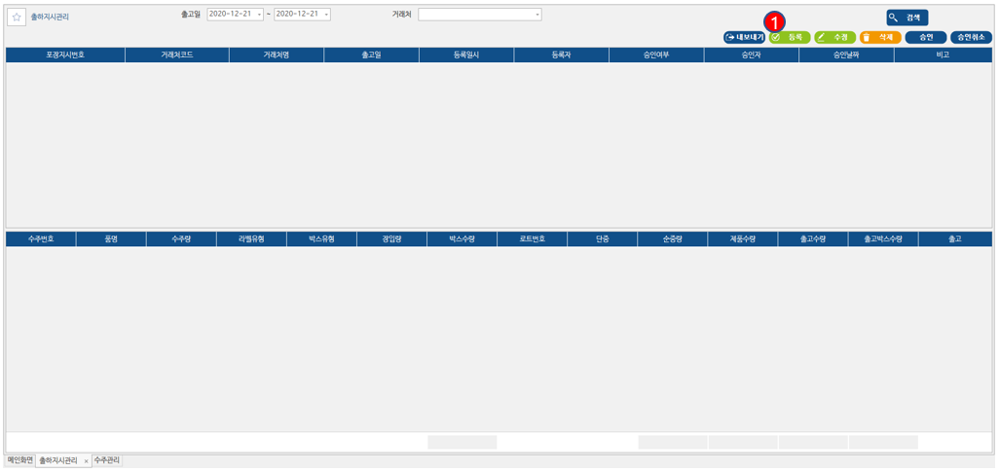 출하지시관리 출고일 2020-12-21 ~ 2020-12-21 거래처 검색
1
내보내기 등록 수정 삭제 승인 승인취소
포장지시번호 거래처코드 거래처명 출고일 등록일시 등록자 승인여부 승인자 승인날짜 비고
수주번호 품명 수주량 라벨유형 박스유형 장입량 박스수량 로트번호 단중 순중량 제품수량 출고수량 출고박스수량 출고
메인화면 출하지시관리 × 수주관리